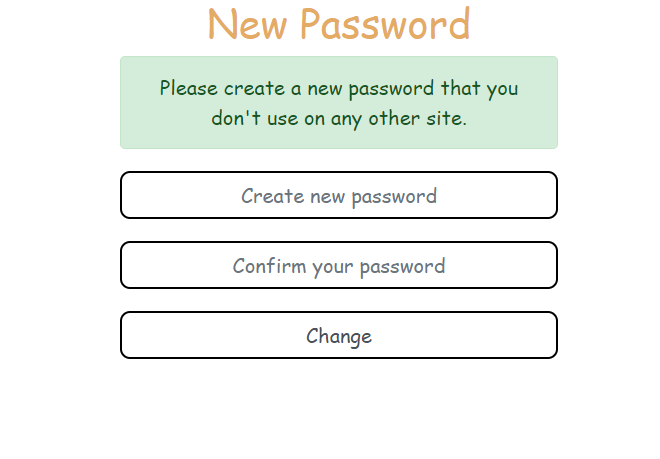 New Password
Please create a new password that you
don't use on any other site.
Create new password
Confirm your password
Change